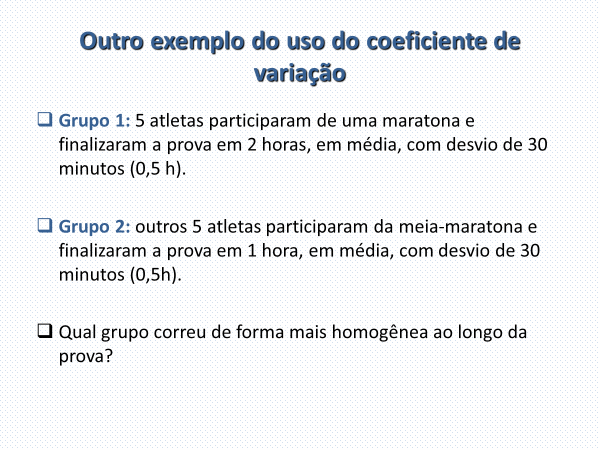 Outro exemplo do uso do coeficiente de
variação
Grupo 1: 5 atletas participaram de uma maratona e
finalizaram a prova em 2 horas, em média, com desvio de 30
minutos (0,5 h).
Grupo 2: outros 5 atletas participaram da meia-maratona e
finalizaram a prova em 1 hora, em média, com desvio de 30
minutos (0,5h).
Qual grupo correu de forma mais homogênea ao longo da
prova?